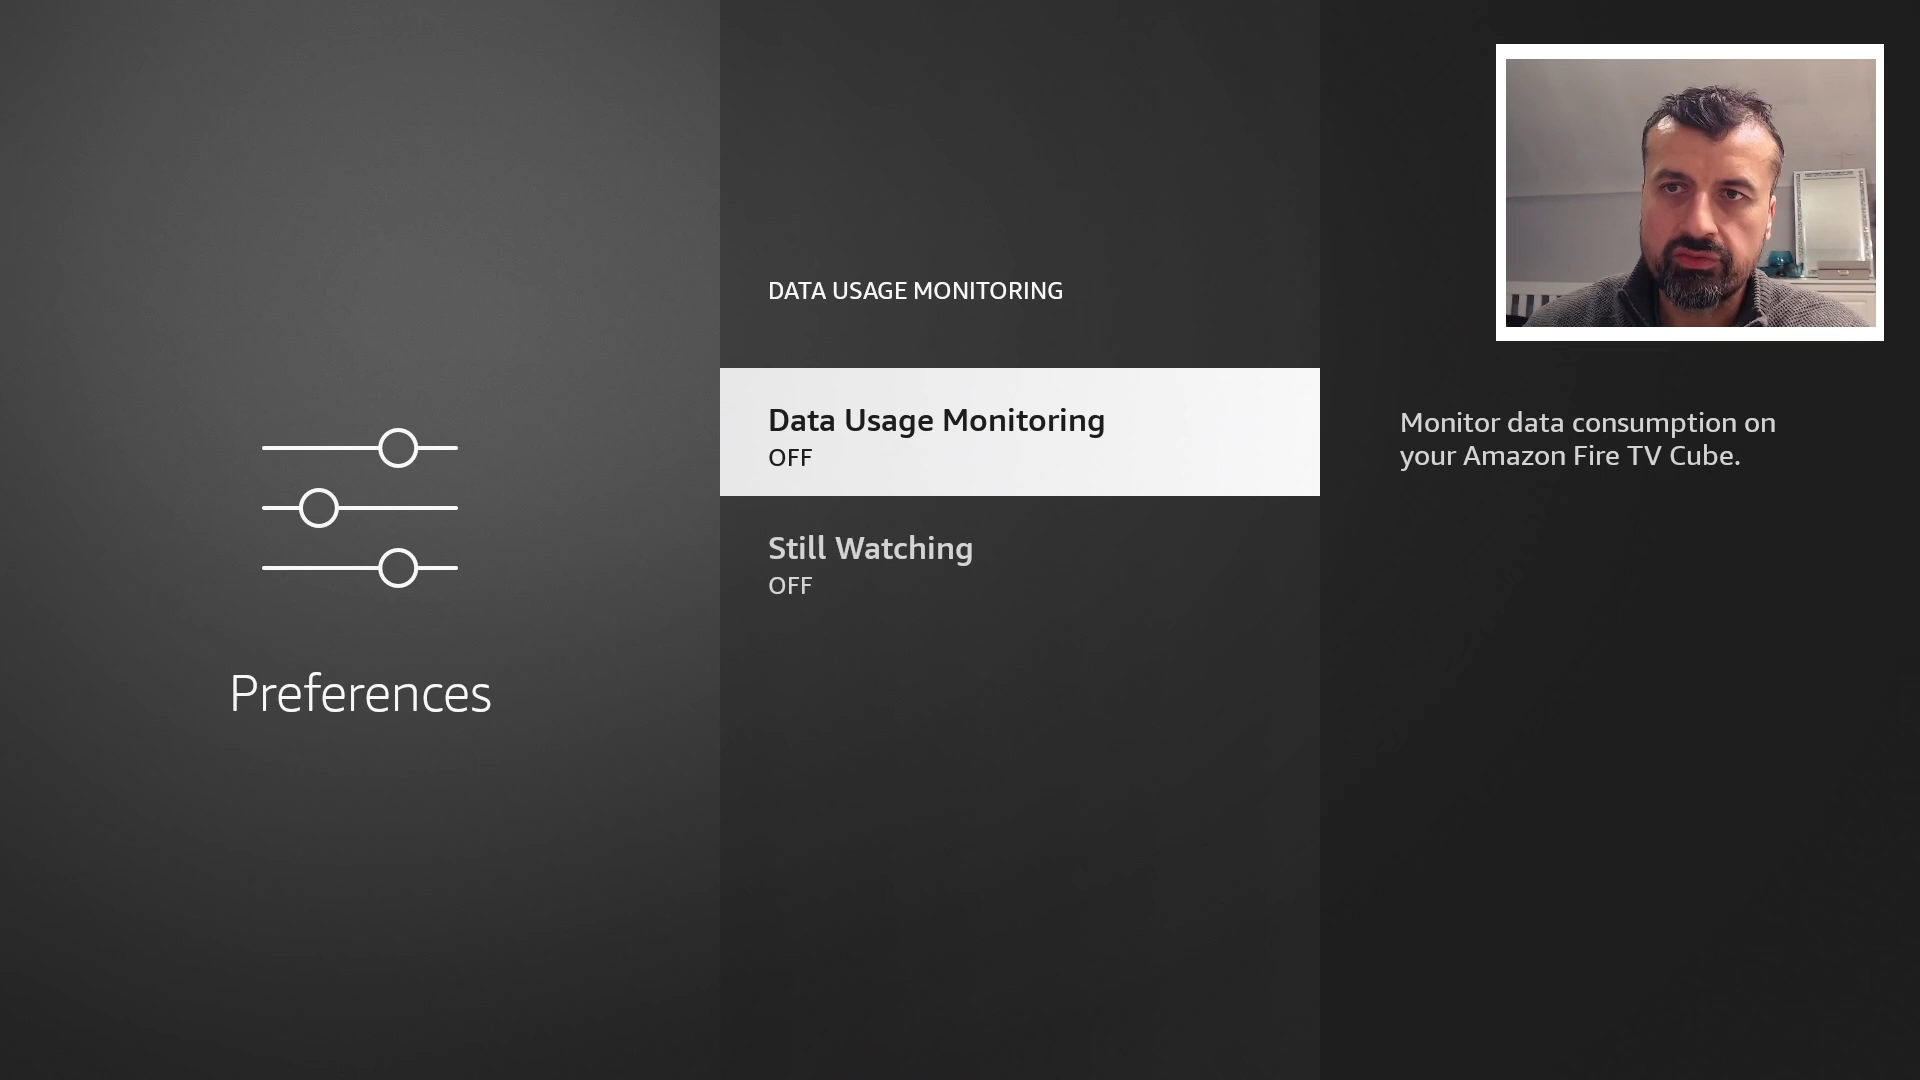 DATA USAGE MONITORING
Data Usage Monitoring
OFF
Still Watching
OFF
Preferences
Monitor data consumption on
your Amazon Fire TV Cube.